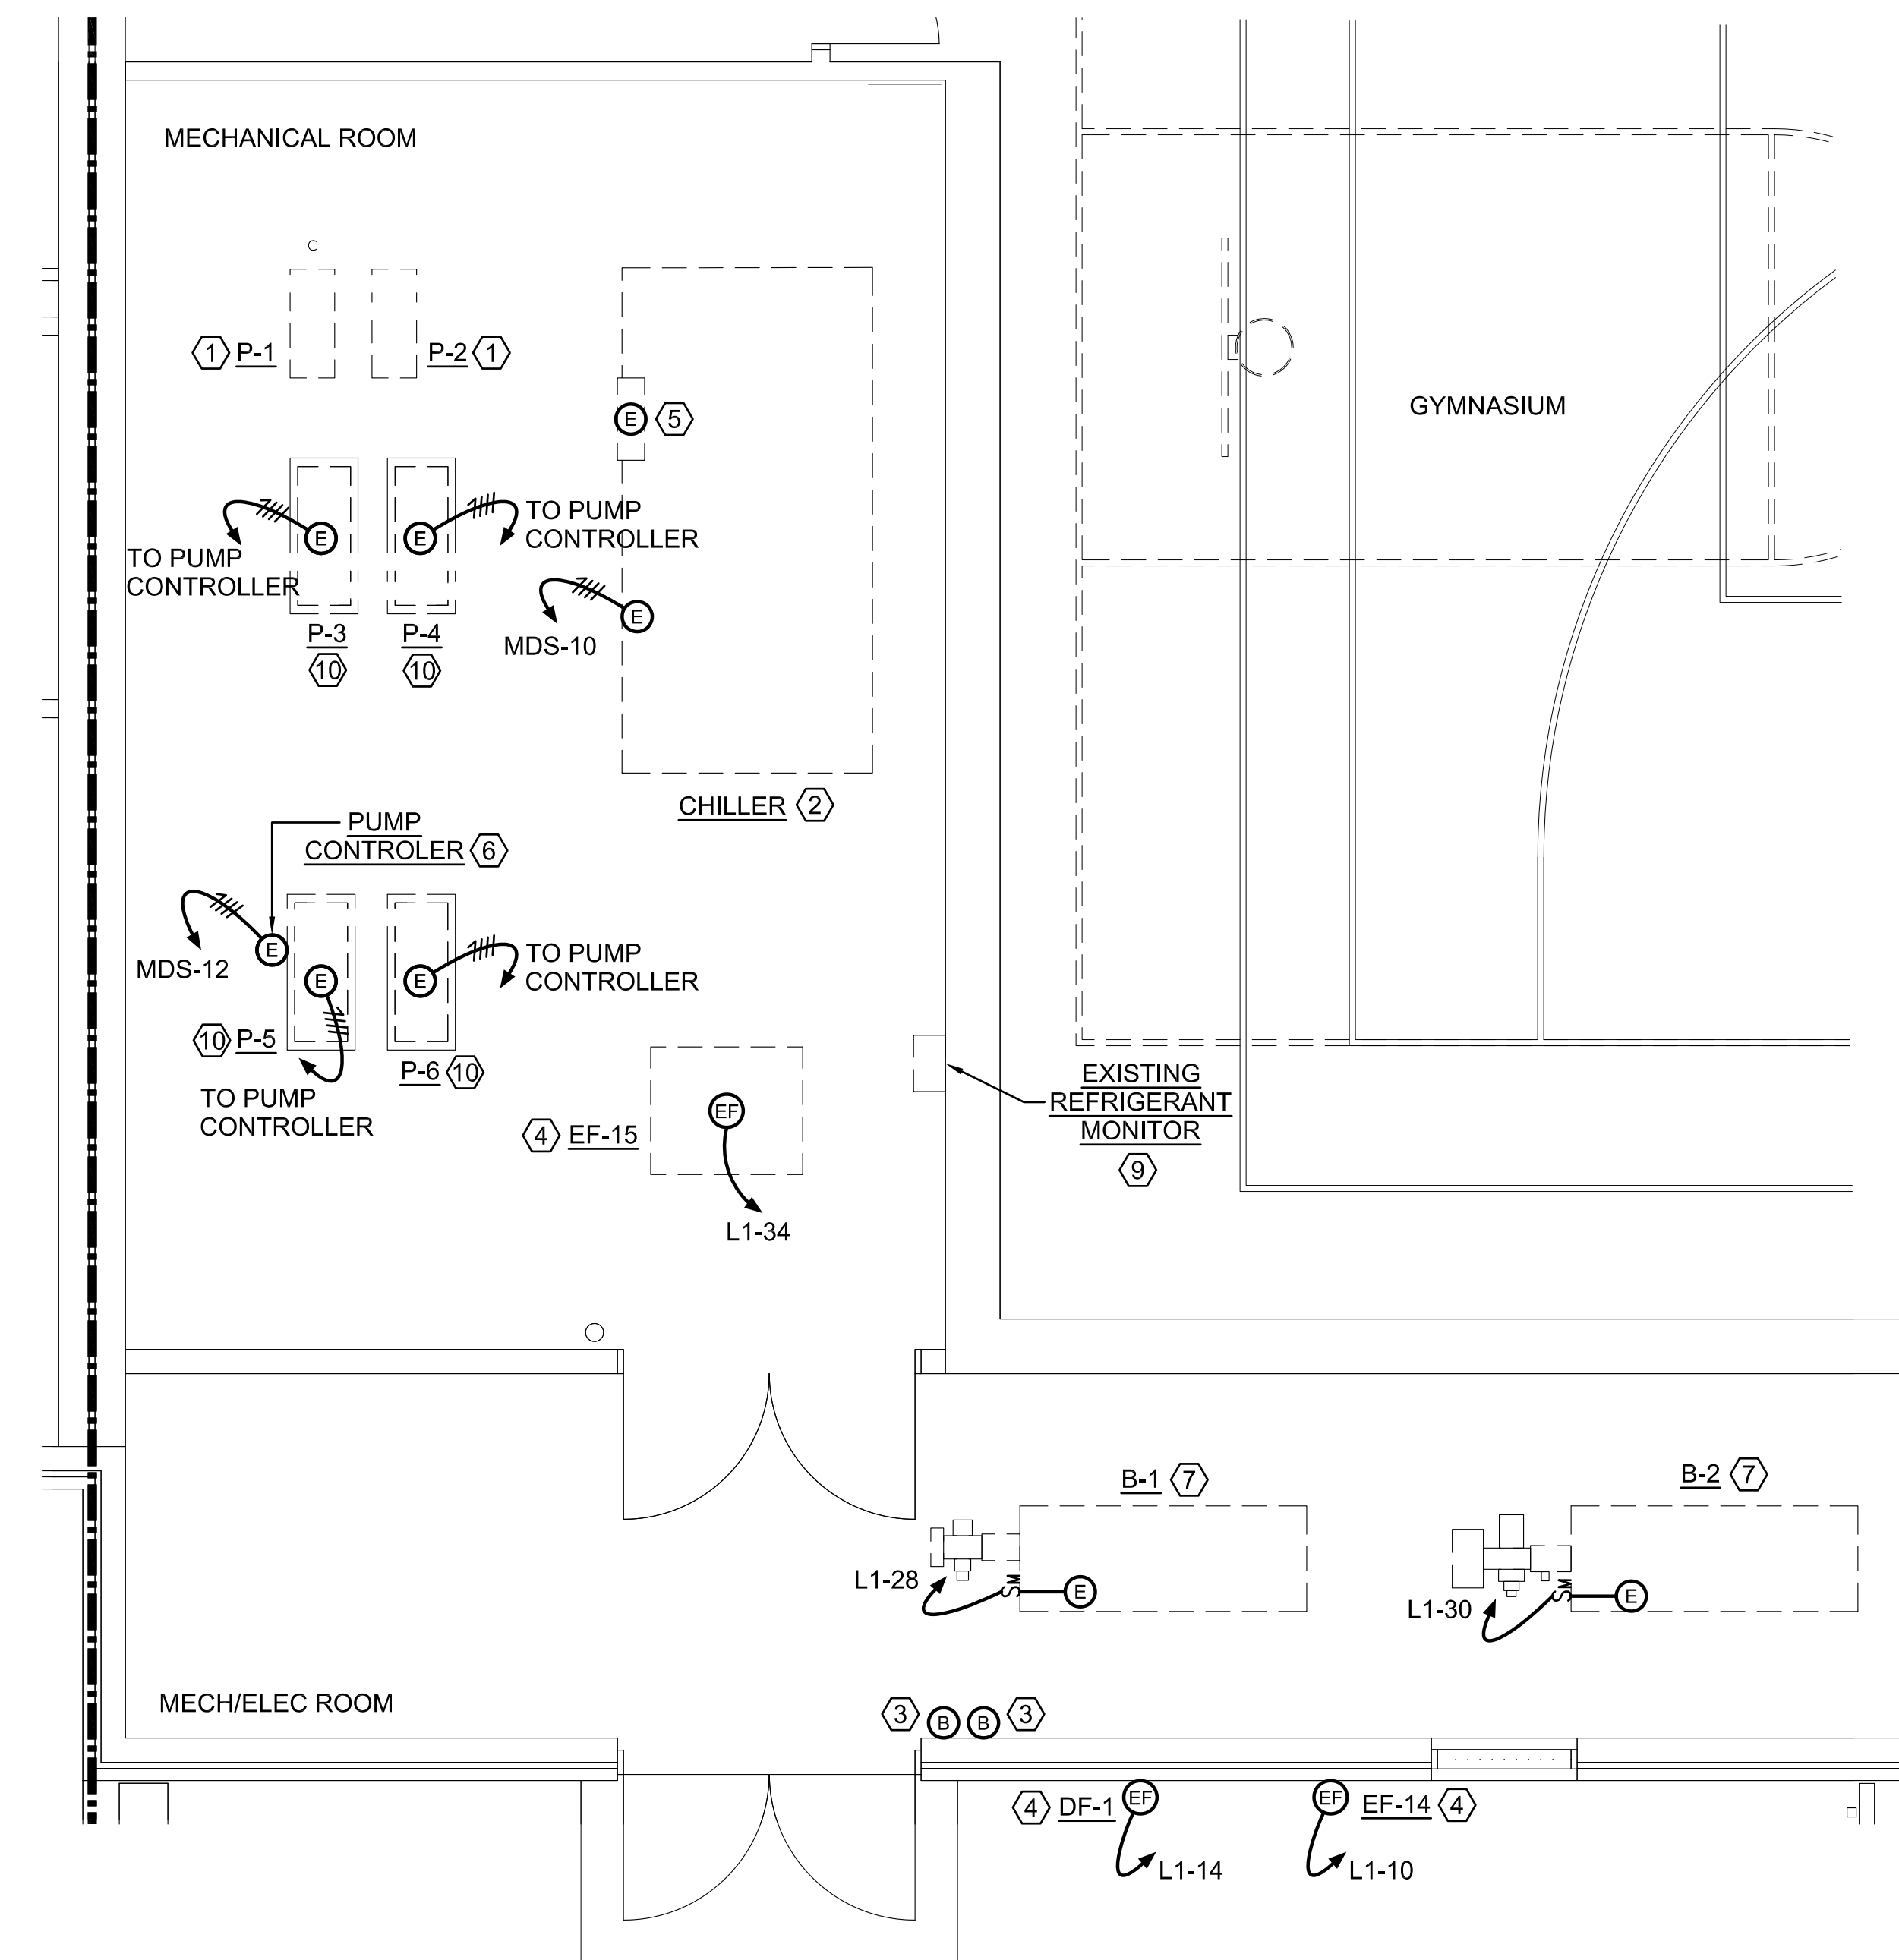 MECHANICAL ROOM
C
1 P-1
P-2 1
GYMNASIUM
E 5
TO PUMP
CONTROLLER
E
E
TO PUMP
CONTROLLER
E
MDS-10
P-3
10
P-4
10
CHILLER 2
PUMP
CONTROLER 6
E
MDS-12
E
E
TO PUMP
CONTROLLER
10 P-5
P-6 10
TO PUMP
CONTROLLER
EXISTING
REFRIGERANT
MONITOR
9
EF
4 EF-15
L1-34
B-1 7
B-2 7
L1-28
SM
E
L1-30
SM
E
MECH/ELEC ROOM
3 B B 3
4 DF-1 EF
EF EF-14 4
L1-14
L1-10